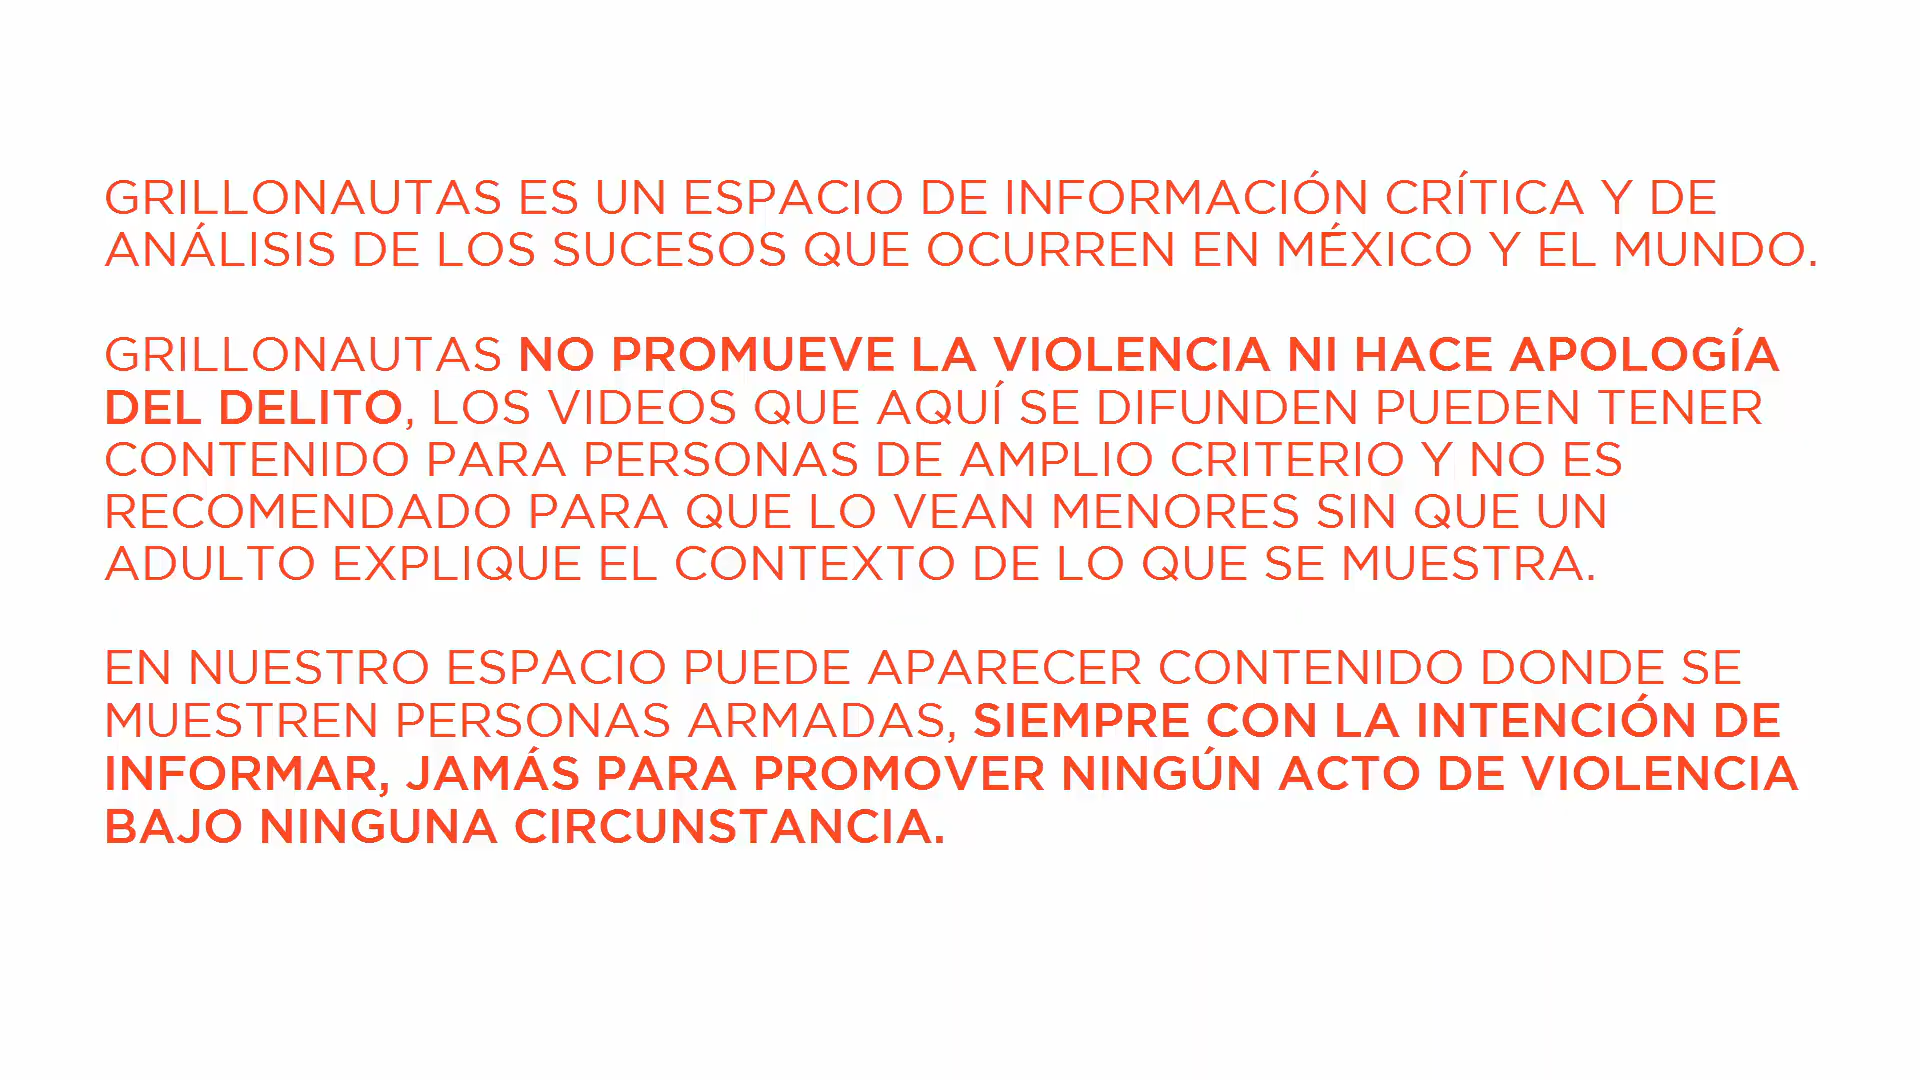 GRILLONAUTAS ES UN ESPACIO DE INFORMACIÓN CRÍTICA Y DE
ANÁLISIS DE LOS SUCESOS QUE OCURREN EN MÉXICO Y EL MUNDO.
GRILLONAUTAS NO PROMUEVE LA VIOLENCIA NI HACE APOLOGÍA
DEL DELITO, LOS VIDEOS QUE AQUÍ SE DIFUNDEN PUEDEN TENER
CONTENIDO PARA PERSONAS DE AMPLIO CRITERIO Y NO ES
RECOMENDADO PARA QUE LO VEAN MENORES SIN QUE UN
ADULTO EXPLIQUE EL CONTEXTO DE LO QUE SE MUESTRA.
EN NUESTRO ESPACIO PUEDE APARECER CONTENIDO DONDE SE
MUESTREN PERSONAS ARMADAS, SIEMPRE CON LA INTENCIÓN DE
INFORMAR, JAMÁS PARA PROMOVER NINGÚN ACTO DE VIOLENCIA
BAJO NINGUNA CIRCUNSTANCIA.